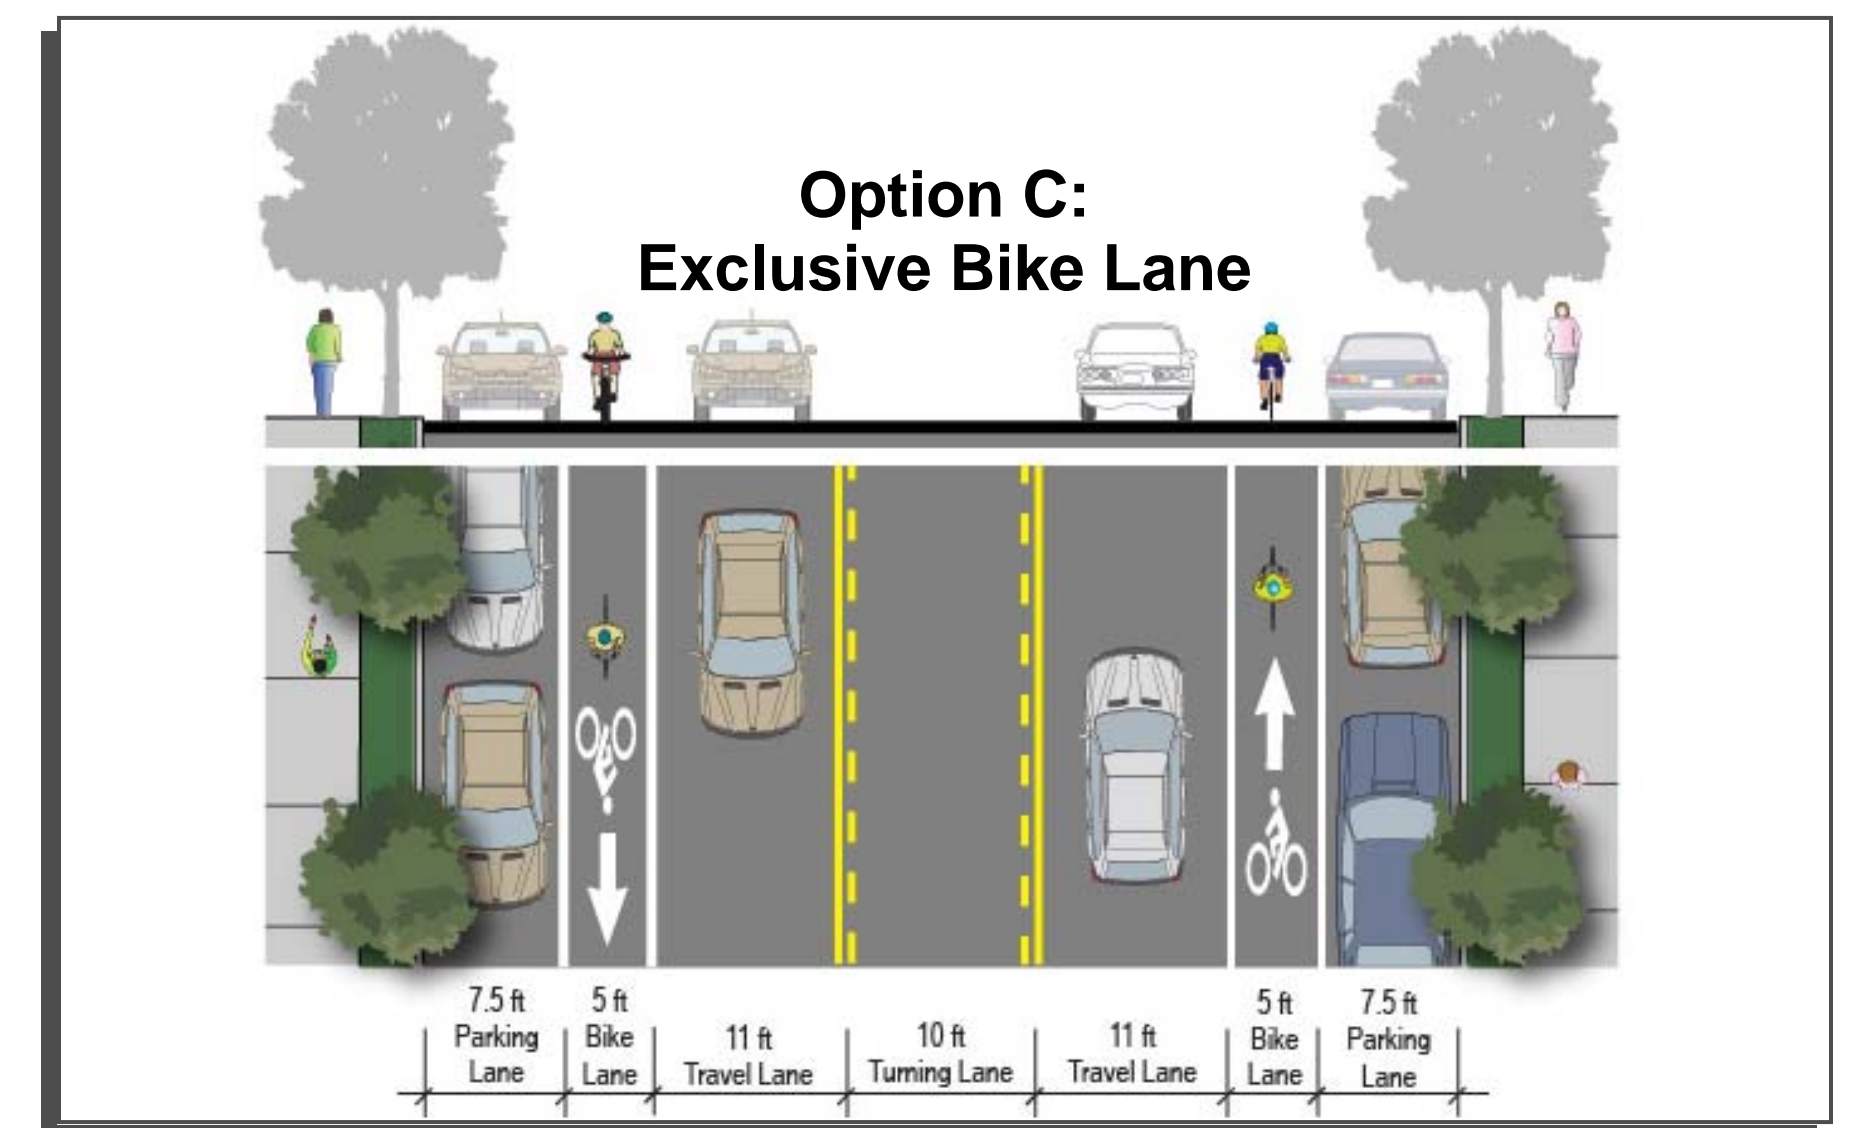 Option C:
Exclusive Bike Lane
7.5 ft
Parking
Lane
5 ft
Bike
Lane
11 ft
Travel Lane
10 ft
Turning Lane
11 ft
Travel Lane
5 ft
Bike
Lane
7.5 ft
Parking
Lane